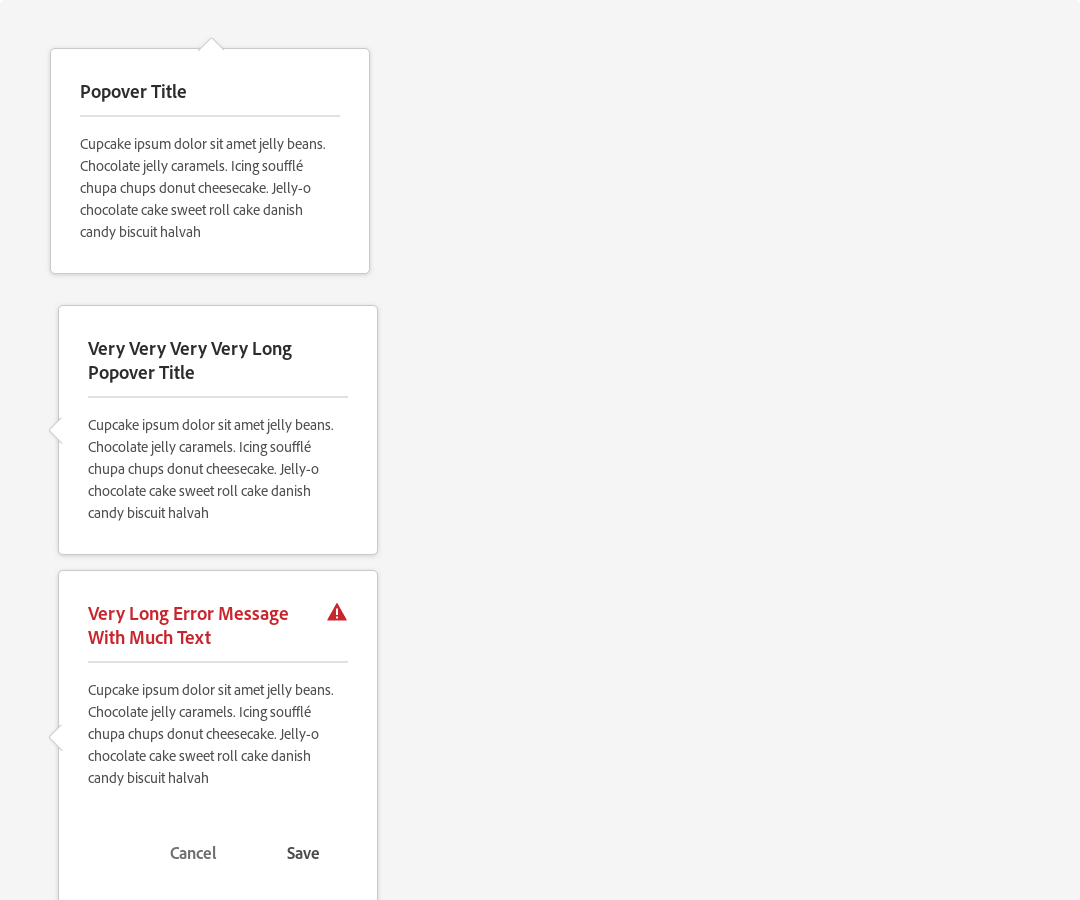 Popover Title
Cupcake ipsum dolor sit amet jelly beans.
Chocolate jelly caramels. Icing soufflé
chupa chups donut cheesecake. Jelly-o
chocolate cake sweet roll cake danish
candy biscuit halvah
Very Very Very Very Long
Popover Title
Cupcake ipsum dolor sit amet jelly beans.
Chocolate jelly caramels. Icing soufflé
chupa chups donut cheesecake. Jelly-o
chocolate cake sweet roll cake danish
candy biscuit halvah
Very Long Error Message
With Much Text
Cupcake ipsum dolor sit amet jelly beans.
Chocolate jelly caramels. Icing soufflé
chupa chups donut cheesecake. Jelly-o
chocolate cake sweet roll cake danish
candy biscuit halvah
Cancel Save